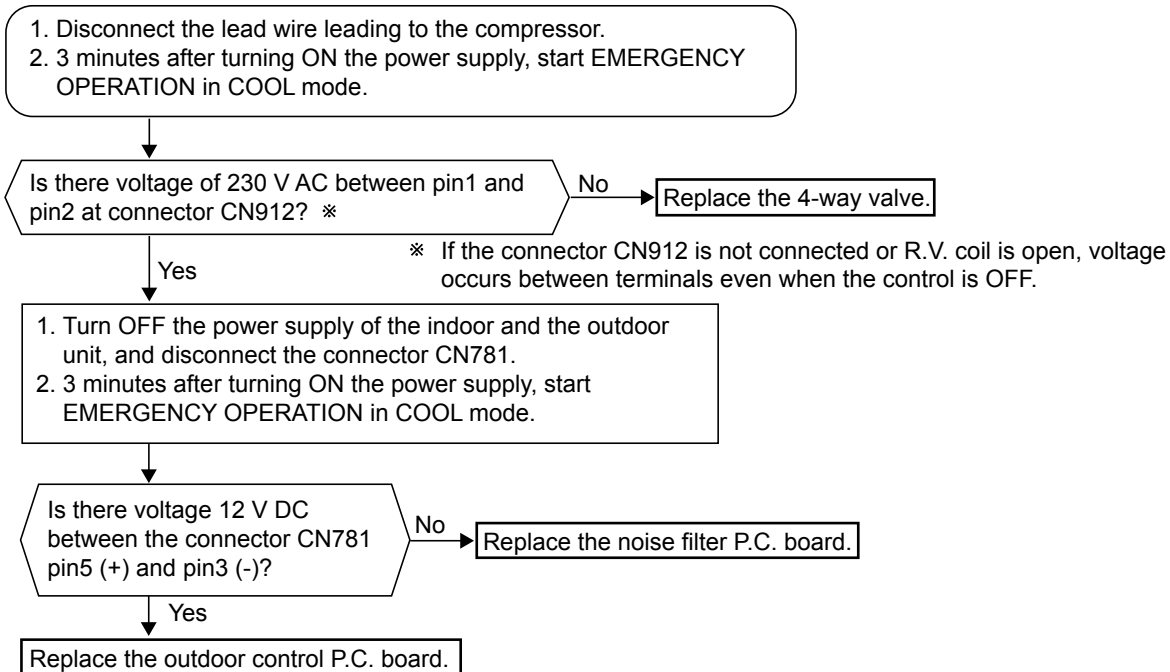 1. Disconnect the lead wire leading to the compressor.
2. 3 minutes after turning ON the power supply, start EMERGENCY
OPERATION in COOL mode.
Is there voltage of 230 V AC between pin1 and
pin2 at connector CN912? ※
No
Replace the 4-way valve.
※ If the connector CN912 is not connected or R.V. coil is open, voltage
occurs between terminals even when the control is OFF.
Yes
1. Turn OFF the power supply of the indoor and the outdoor
unit, and disconnect the connector CN781.
2. 3 minutes after turning ON the power supply, start
EMERGENCY OPERATION in COOL mode.
Is there voltage 12 V DC
between the connector CN781
pin5 (+) and pin3 (-)?
No
Replace the noise filter P.C. board.
Yes
Replace the outdoor control P.C. board.